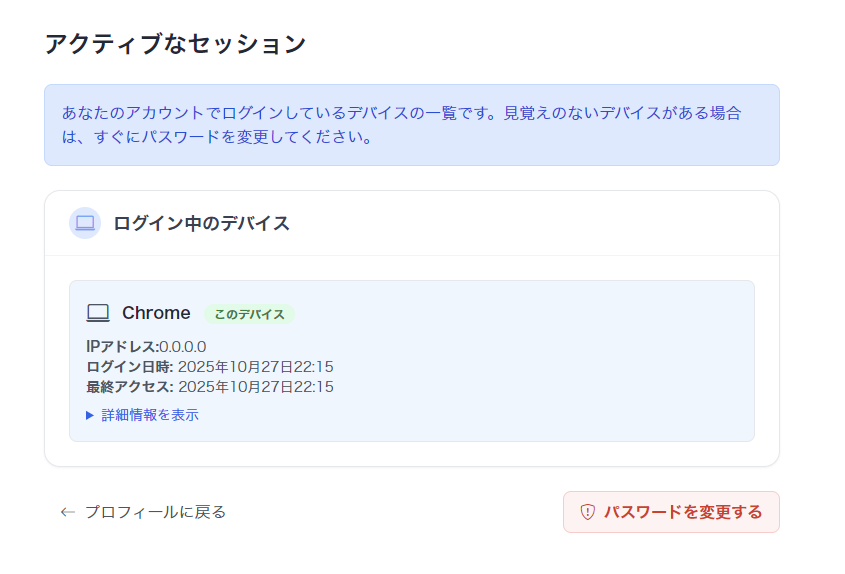 アクティブなセッション
あなたのアカウントでログインしているデバイスの一覧です。見覚えのないデバイスがある場合
は、すぐにパスワードを変更してください。
ログイン中のデバイス
Chrome このデバイス
IPアドレス:0.0.0.0
ログイン日時: 2025年10月27日22:15
最終アクセス: 2025年10月27日22:15
▶ 詳細情報を表示
← プロフィールに戻る
パスワードを変更する